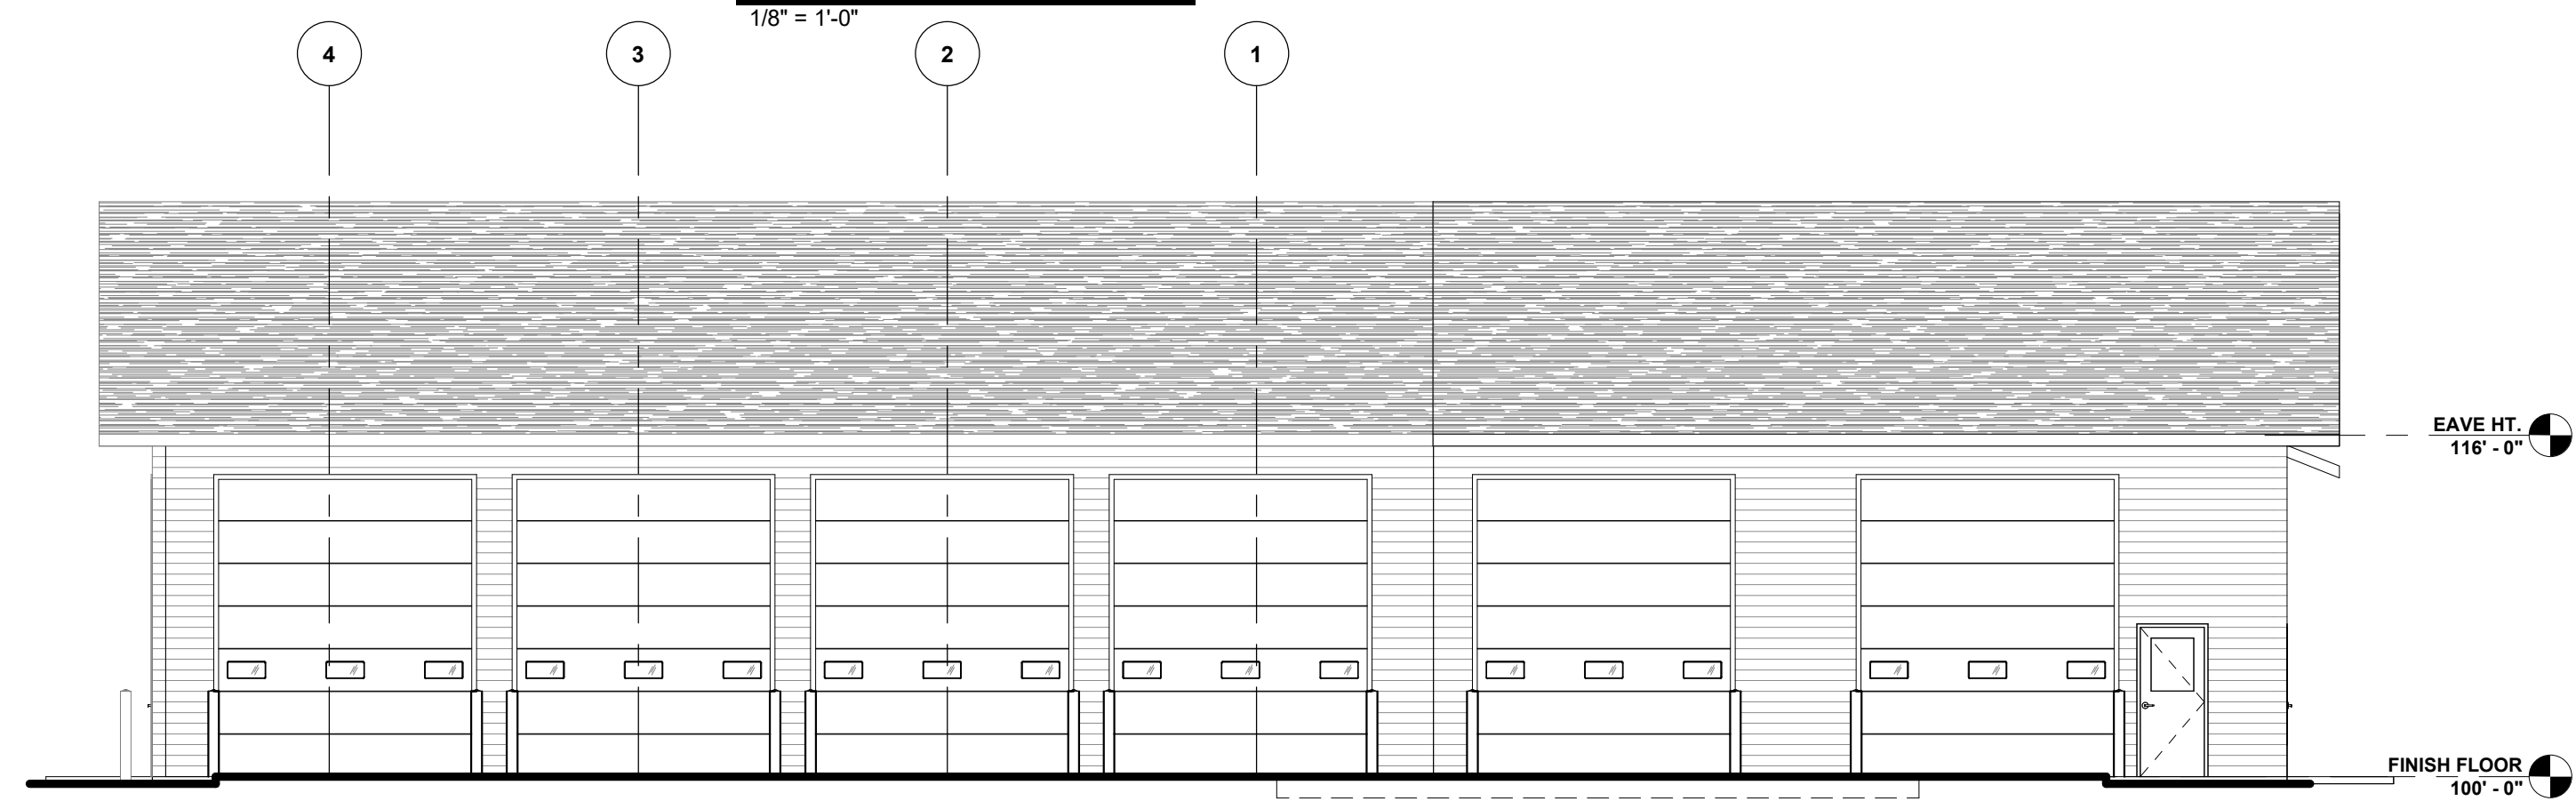 1/8" = 1'-0"
4
3
2
1
EAVE HT.
116' - 0"
FINISH FLOOR
100' - 0"